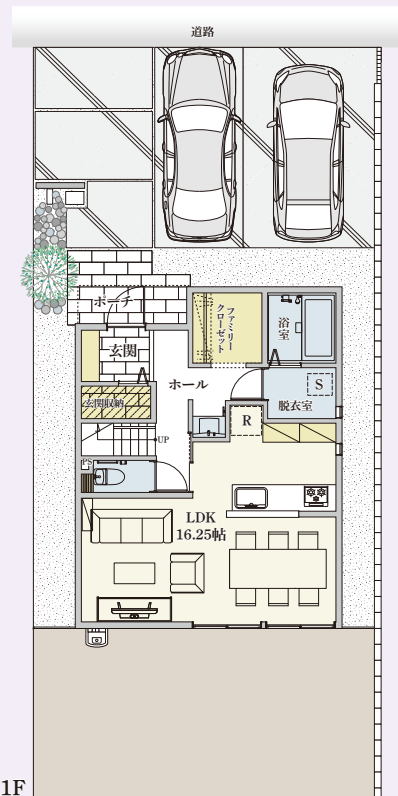 道路
ポーチ
ファミリー
クローゼット
浴室
玄関
ホール
S
玄関収納
脱衣室
R
UP
PS
LDK
16.25帖
1F